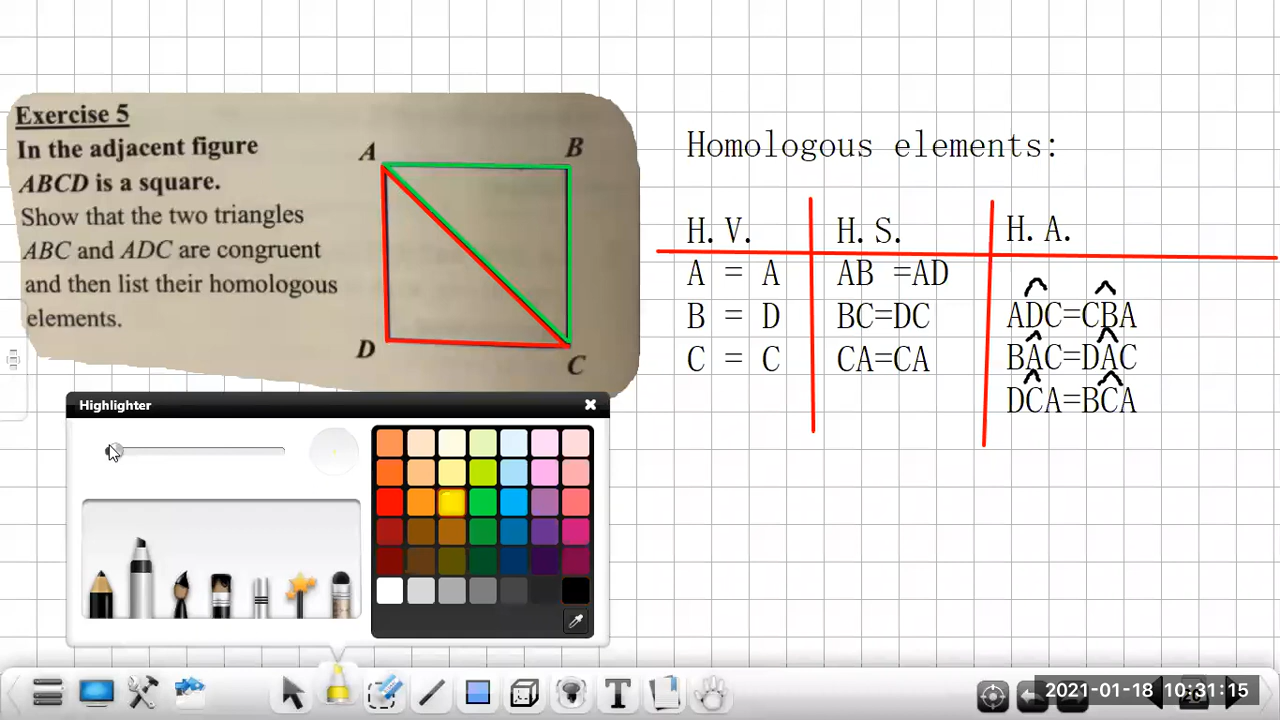 Exercise 5
In the adjacent figure
ABCD is a square.
Show that the two triangles
ABC and ADC are congruent
and then list their homologous
elements.
A
B
D
C
Homologous elements:
H.V. H.S. H.A.
A = A AB =AD
B = D BC=DC ADC=CBA
C = C CA=CA BAC=DAC
DCA=BCA
Highlighter
T
2021-01-18 10:31:15